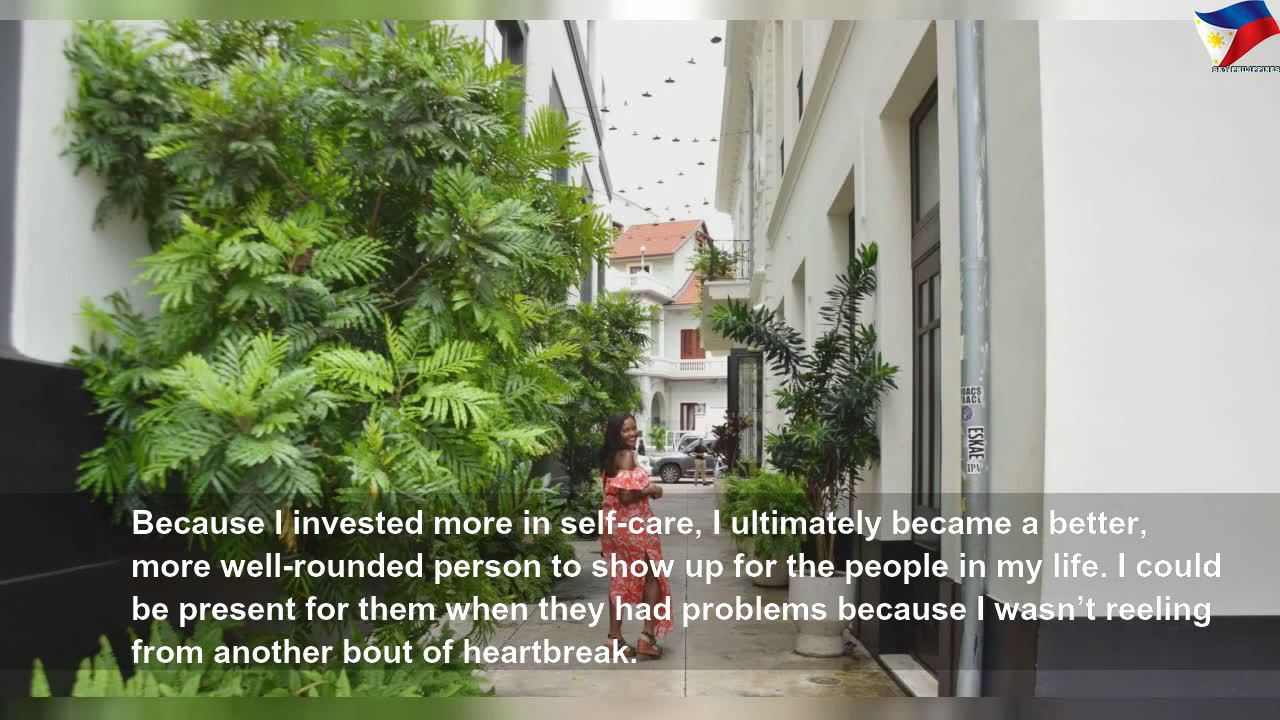 SKYPHILIPPINES
Because I invested more in self-care, I ultimately became a better,
more well-rounded person to show up for the people in my life. I could
be present for them when they had problems because I wasn’t reeling
from another bout of heartbreak.
ESKAE
IPA